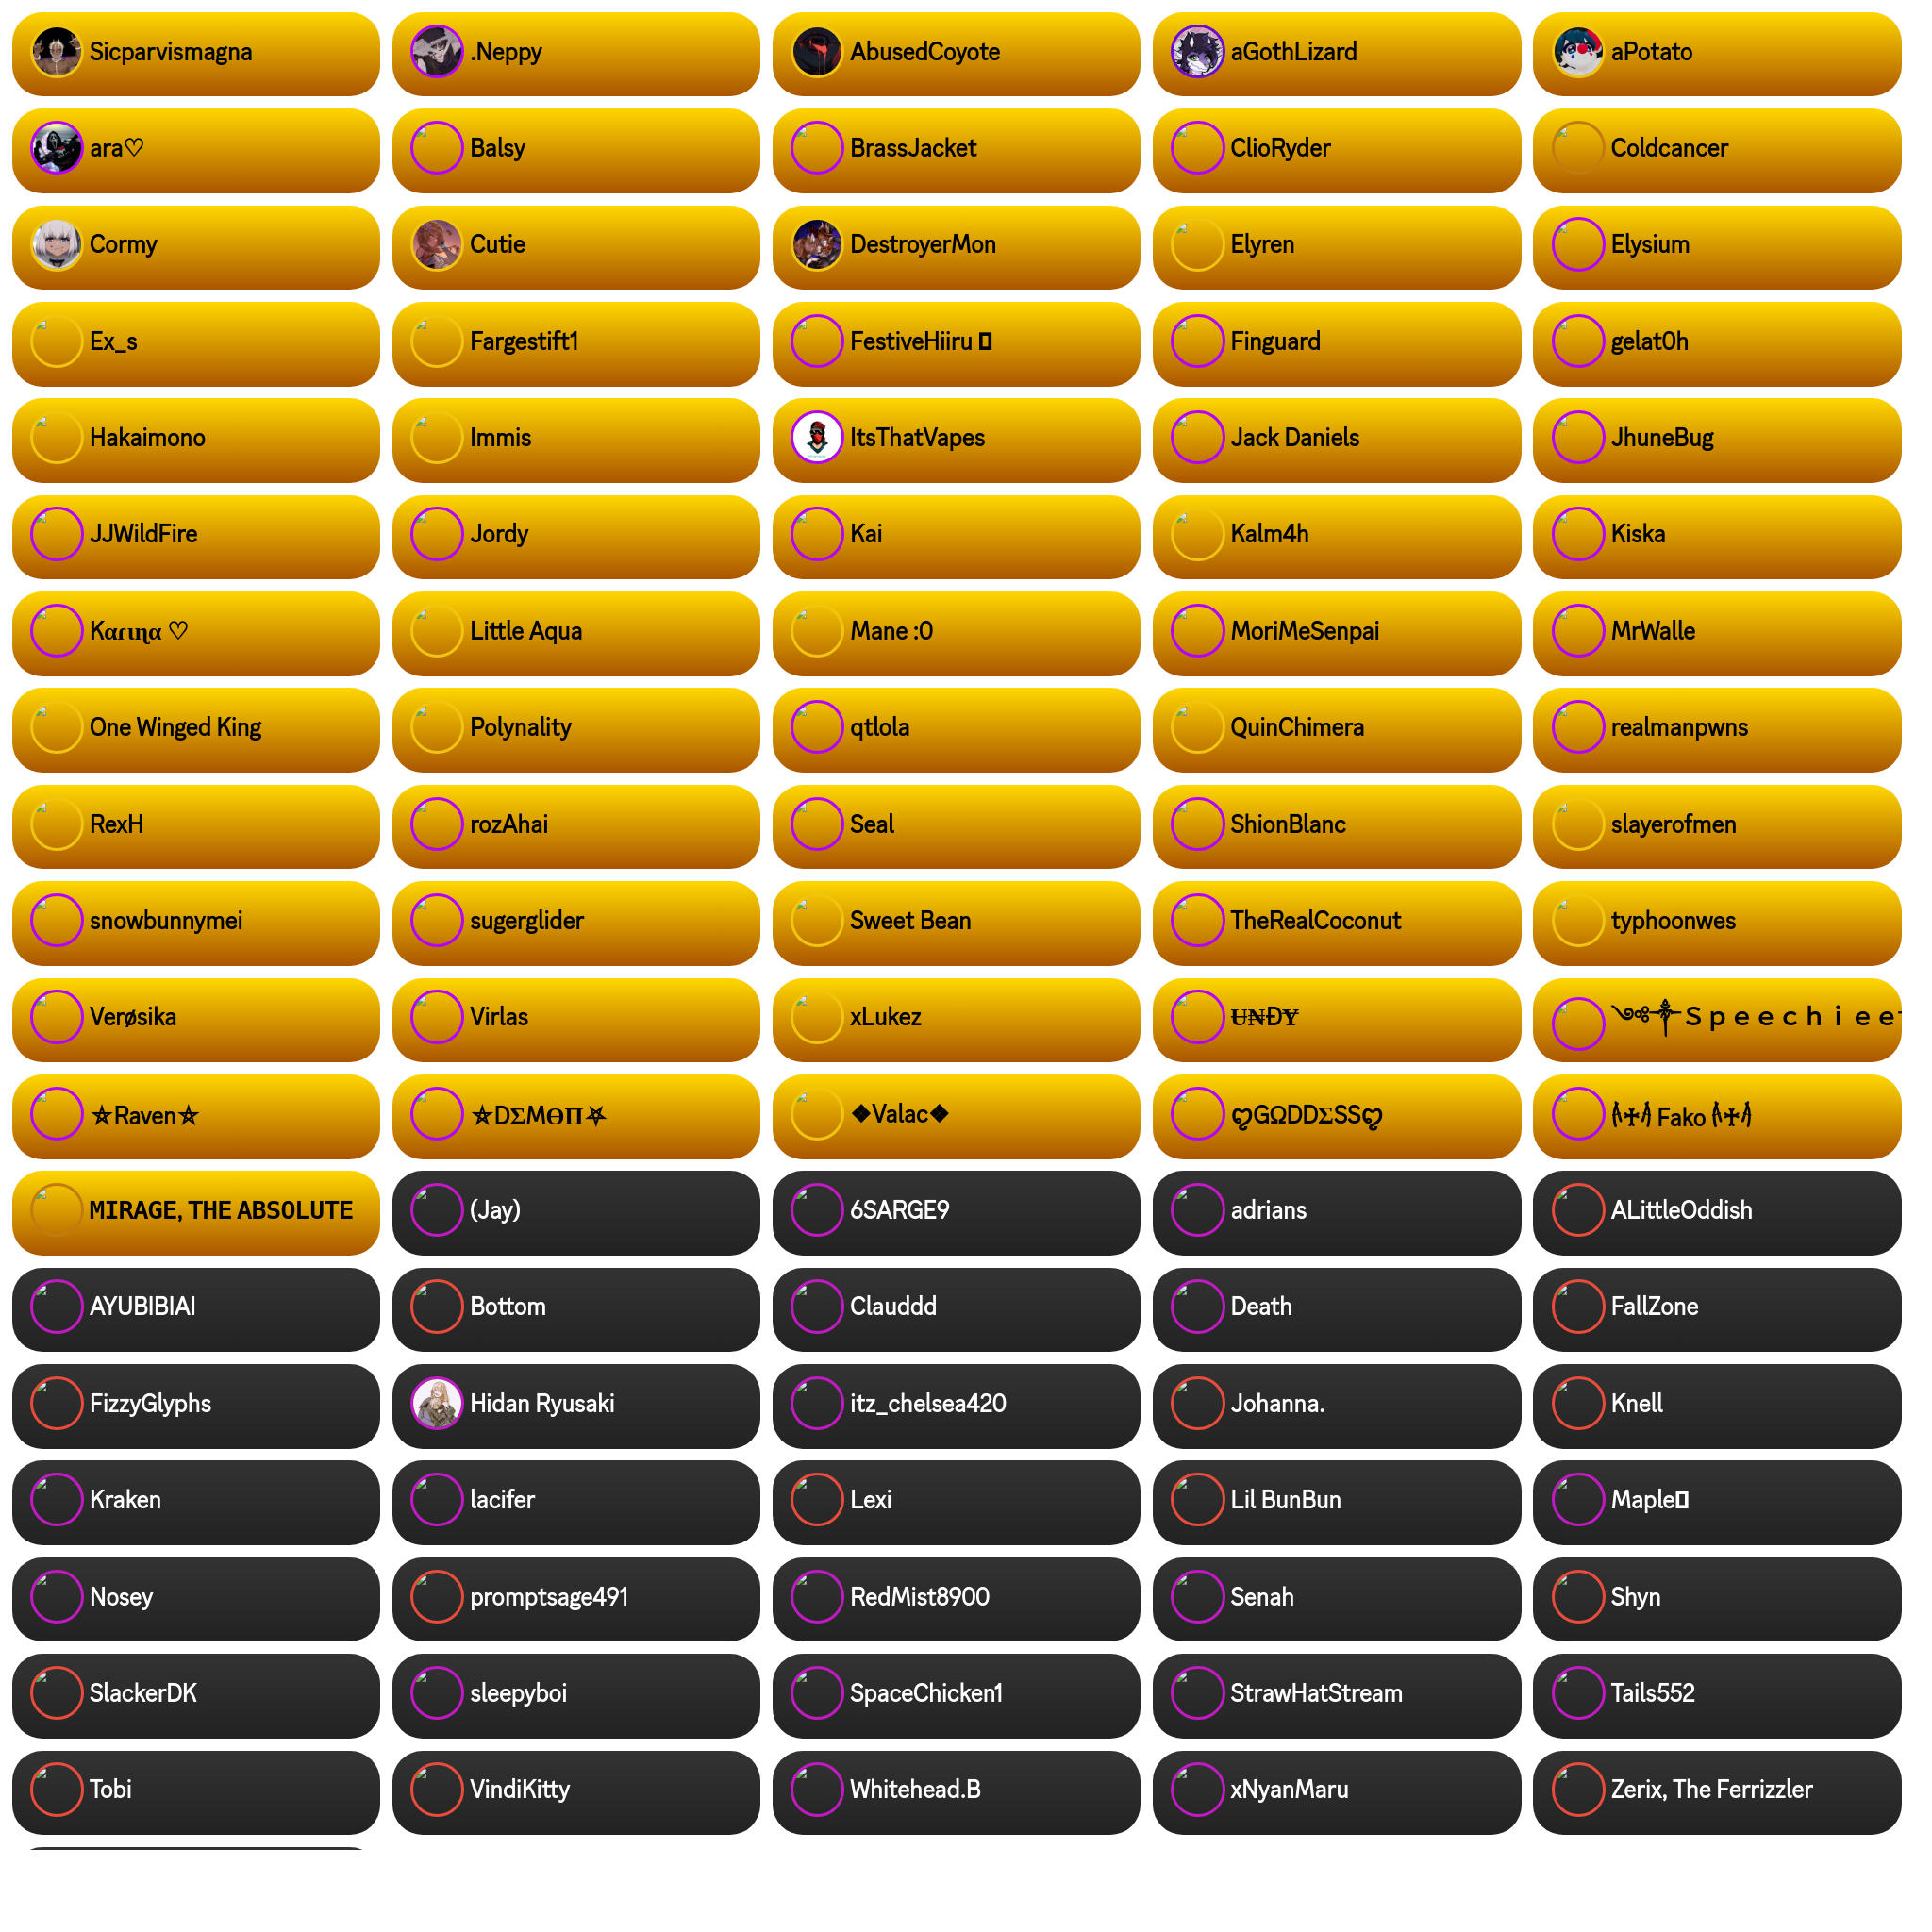 Sicparvismagna
.Neppy
AbusedCoyote
aGothLizard
aPotato
ara♡
Balsy
BrassJacket
ClioRyder
Coldcancer
Cormy
Cutie
DestroyerMon
Elyren
Elysium
Ex_s
Fargestift1
FestiveHiiru
Finguard
gelat0h
Hakaimono
Immis
ItsThatVapes
Jack Daniels
JhuneBug
JJWildFire
Jordy
Kai
Kalm4h
Kiska
Kαɾιɳα ♡
Little Aqua
Mane :0
MoriMeSenpai
MrWalle
One Winged King
Polynality
qtlola
QuinChimera
realmanpwns
RexH
rozAhai
Seal
ShionBlanc
slayerofmen
snowbunnymei
sugerglider
Sweet Bean
TheRealCoconut
typhoonwes
Verøsika
Virlas
xLukez
Ʉ₦ĐɎ
༺☨Ｓｐｅｅｃｈｉｅｅ
⛤Raven⛤
⛤DΣMӨΠ⛧
❖Valac❖
ღGΩDDΣSSღ
Fako
MIRAGE, THE ABSOLUTE
(Jay)
6SARGE9
adrians
ALittleOddish
AYUBIBIAI
Bottom
Clauddd
Death
FallZone
FizzyGlyphs
Hidan Ryusaki
itz_chelsea420
Johanna.
Knell
Kraken
lacifer
Lexi
Lil BunBun
Maple
Nosey
promptsage491
RedMist8900
Senah
Shyn
SlackerDK
sleepyboi
SpaceChicken1
StrawHatStream
Tails552
Tobi
VindiKitty
Whitehead.B
xNyanMaru
Zerix, The Ferrizzler